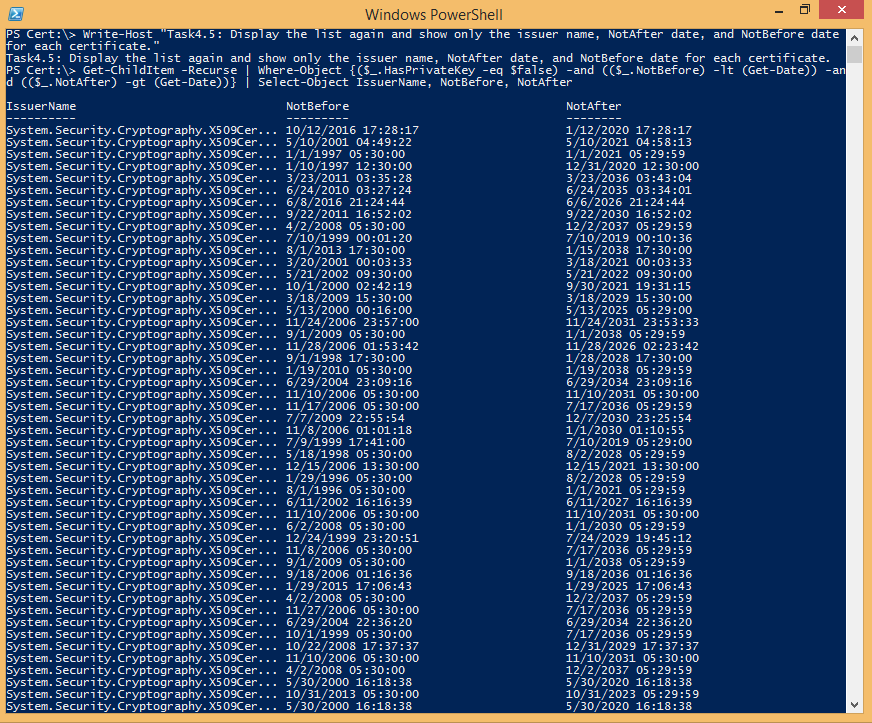 Windows PowerShell
PS Cert:\> Write-Host "Task4.5: Display the list again and show only the issuer name, NotAfter date, and NotBefore date
for each certificate."
Task4.5: Display the list again and show only the issuer name, NotAfter date, and NotBefore date for each certificate.
PS Cert:\> Get-ChildItem -Recurse | Where-Object {($_.HasPrivateKey -eq $false) -and (($_.NotBefore) -lt (Get-Date)) -an
d (($_.NotAfter) -gt (Get-Date))} | Select-Object IssuerName, NotBefore, NotAfter
IssuerName NotBefore NotAfter
---------- --------- --------
System.Security.Cryptography.X509Cer... 10/12/2016 17:28:17 1/12/2020 17:28:17
System.Security.Cryptography.X509Cer... 5/10/2001 04:49:22 5/10/2021 04:58:13
System.Security.Cryptography.X509Cer... 1/1/1997 05:30:00 1/1/2021 05:29:59
System.Security.Cryptography.X509Cer... 1/10/1997 12:30:00 12/31/2020 12:30:00
System.Security.Cryptography.X509Cer... 3/23/2011 03:35:28 3/23/2036 03:43:04
System.Security.Cryptography.X509Cer... 6/24/2010 03:27:24 6/24/2035 03:34:01
System.Security.Cryptography.X509Cer... 6/8/2016 21:24:44 6/6/2026 21:24:44
System.Security.Cryptography.X509Cer... 9/22/2011 16:52:02 9/22/2030 16:52:02
System.Security.Cryptography.X509Cer... 4/2/2008 05:30:00 12/2/2037 05:29:59
System.Security.Cryptography.X509Cer... 7/10/1999 00:01:20 7/10/2019 00:10:36
System.Security.Cryptography.X509Cer... 8/1/2013 17:30:00 1/15/2038 17:30:00
System.Security.Cryptography.X509Cer... 3/20/2001 00:03:33 3/18/2021 00:03:33
System.Security.Cryptography.X509Cer... 5/21/2002 09:30:00 5/21/2022 09:30:00
System.Security.Cryptography.X509Cer... 10/1/2000 02:42:19 9/30/2021 19:31:15
System.Security.Cryptography.X509Cer... 3/18/2009 15:30:00 3/18/2029 15:30:00
System.Security.Cryptography.X509Cer... 5/13/2000 00:16:00 5/13/2025 05:29:00
System.Security.Cryptography.X509Cer... 11/24/2006 23:57:00 11/24/2031 23:53:33
System.Security.Cryptography.X509Cer... 9/1/2009 05:30:00 1/1/2038 05:29:59
System.Security.Cryptography.X509Cer... 11/28/2006 01:53:42 11/28/2026 02:23:42
System.Security.Cryptography.X509Cer... 9/1/1998 17:30:00 1/28/2028 17:30:00
System.Security.Cryptography.X509Cer... 1/19/2010 05:30:00 1/19/2038 05:29:59
System.Security.Cryptography.X509Cer... 6/29/2004 23:09:16 6/29/2034 23:09:16
System.Security.Cryptography.X509Cer... 11/10/2006 05:30:00 11/10/2031 05:30:00
System.Security.Cryptography.X509Cer... 11/17/2006 05:30:00 7/17/2036 05:29:59
System.Security.Cryptography.X509Cer... 7/7/2009 22:55:54 12/7/2030 23:25:54
System.Security.Cryptography.X509Cer... 11/8/2006 01:01:18 1/1/2030 01:10:55
System.Security.Cryptography.X509Cer... 7/9/1999 17:41:00 7/10/2019 05:29:00
System.Security.Cryptography.X509Cer... 5/18/1998 05:30:00 8/2/2028 05:29:59
System.Security.Cryptography.X509Cer... 12/15/2006 13:30:00 12/15/2021 13:30:00
System.Security.Cryptography.X509Cer... 1/29/1996 05:30:00 8/2/2028 05:29:59
System.Security.Cryptography.X509Cer... 8/1/1996 05:30:00 1/1/2021 05:29:59
System.Security.Cryptography.X509Cer... 6/11/2002 16:16:39 6/11/2027 16:16:39
System.Security.Cryptography.X509Cer... 11/10/2006 05:30:00 11/10/2031 05:30:00
System.Security.Cryptography.X509Cer... 6/2/2008 05:30:00 1/1/2030 05:29:59
System.Security.Cryptography.X509Cer... 12/24/1999 23:20:51 7/24/2029 19:45:12
System.Security.Cryptography.X509Cer... 11/8/2006 05:30:00 7/17/2036 05:29:59
System.Security.Cryptography.X509Cer... 9/1/2009 05:30:00 1/1/2038 05:29:59
System.Security.Cryptography.X509Cer... 9/18/2006 01:16:36 9/18/2036 01:16:36
System.Security.Cryptography.X509Cer... 1/29/2015 17:06:43 1/29/2025 17:06:43
System.Security.Cryptography.X509Cer... 4/2/2008 05:30:00 12/2/2037 05:29:59
System.Security.Cryptography.X509Cer... 11/27/2006 05:30:00 7/17/2036 05:29:59
System.Security.Cryptography.X509Cer... 6/29/2004 22:36:20 6/29/2034 22:36:20
System.Security.Cryptography.X509Cer... 10/1/1999 05:30:00 7/17/2036 05:29:59
System.Security.Cryptography.X509Cer... 10/22/2008 17:37:37 12/31/2029 17:37:37
System.Security.Cryptography.X509Cer... 11/10/2006 05:30:00 11/10/2031 05:30:00
System.Security.Cryptography.X509Cer... 4/2/2008 05:30:00 12/2/2037 05:29:59
System.Security.Cryptography.X509Cer... 5/30/2000 16:18:38 5/30/2020 16:18:38
System.Security.Cryptography.X509Cer... 10/31/2013 05:30:00 10/31/2023 05:29:59
System.Security.Cryptography.X509Cer... 5/30/2000 16:18:38 5/30/2020 16:18:38